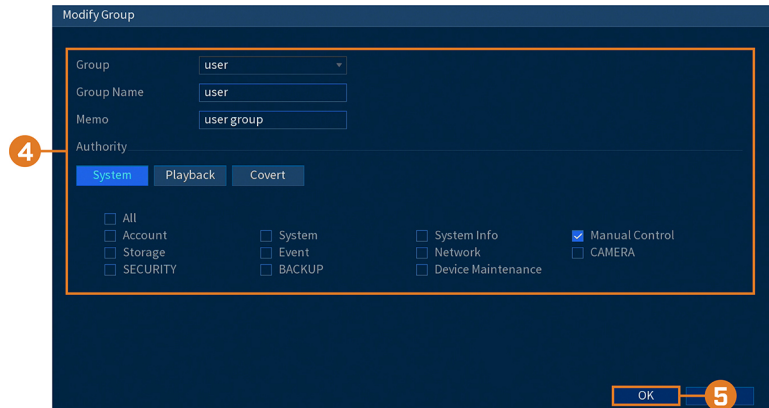 Modify Group
Group user
Group Name user
Memo user group
4
Authority
System Playback Covert
All
Account System System Info Manual Control
Storage Event Network CAMERA
SECURITY BACKUP Device Maintenance
OK 5